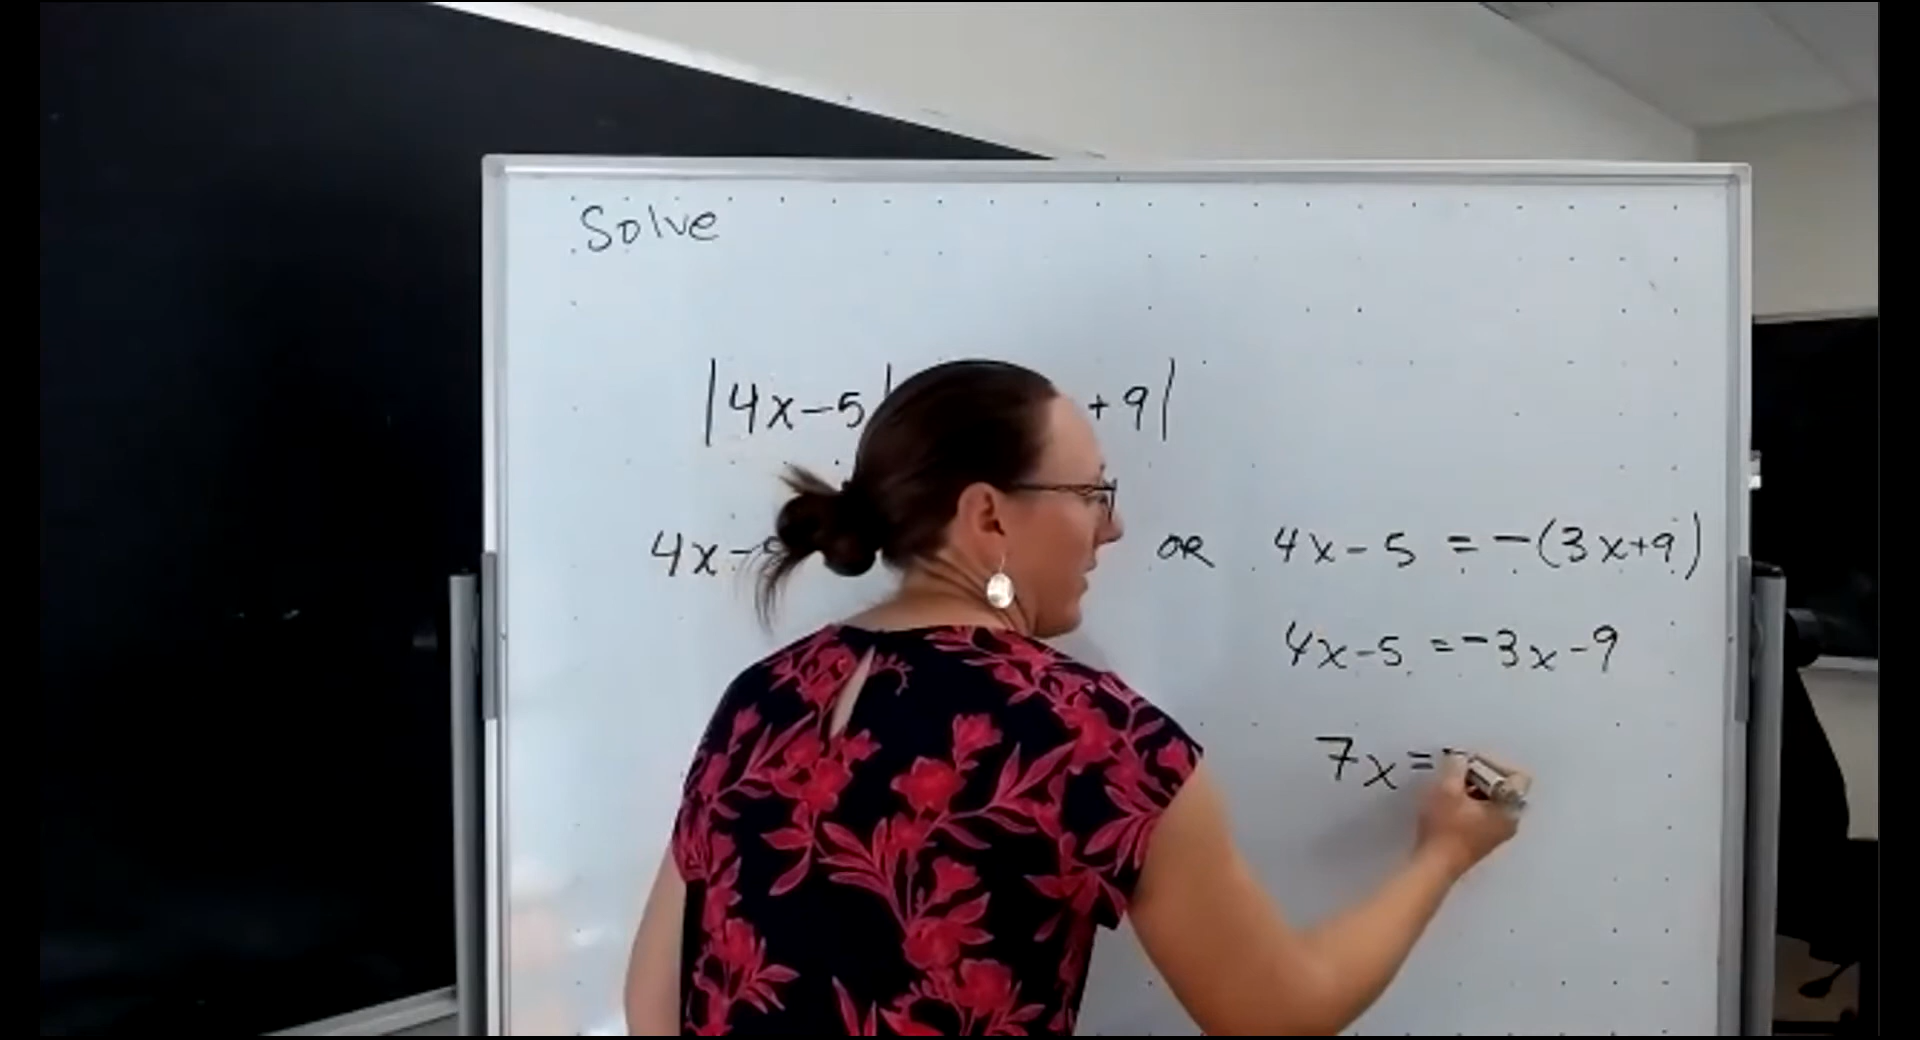 Solve
|4x-5| +9|
4x- OR 4x-5 = -(3x+9)
4x-5 = -3x-9
7x = -